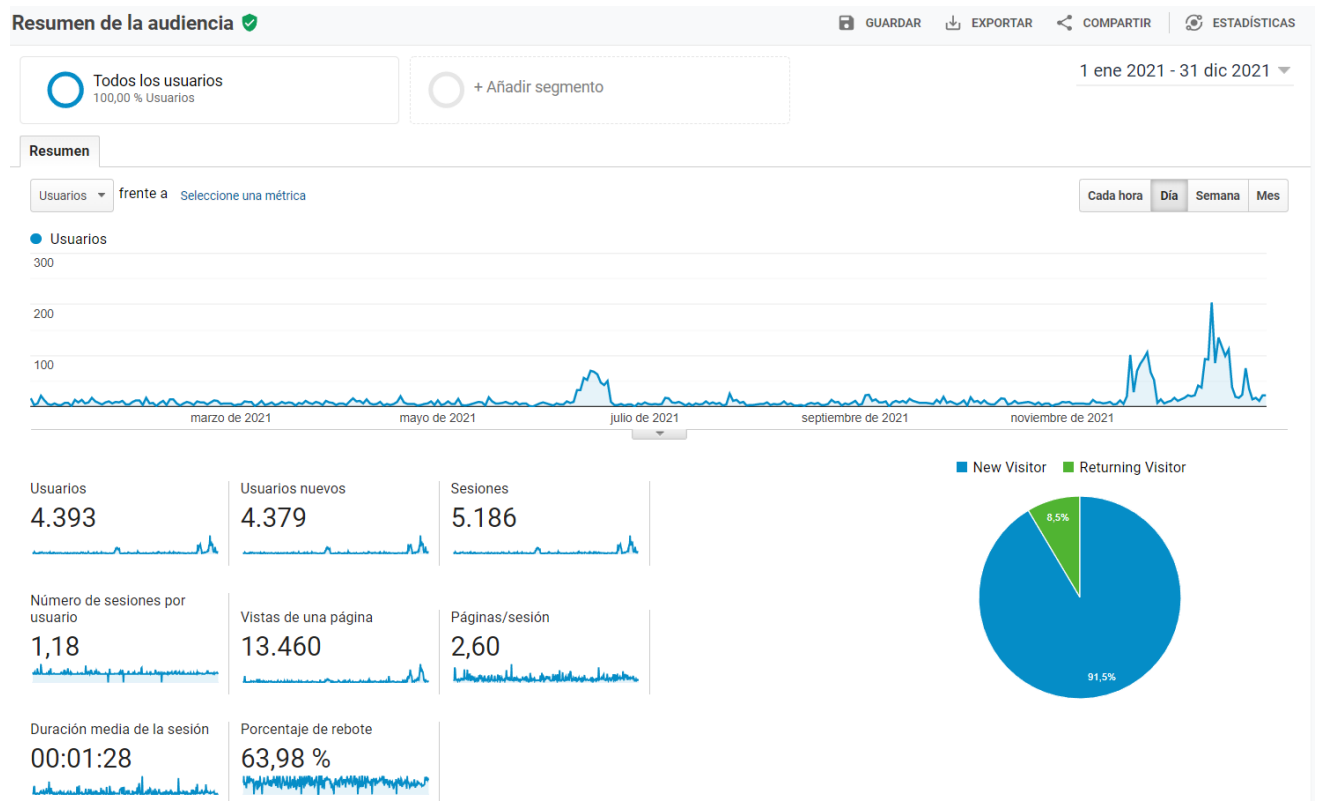 Resumen de la audiencia
GUARDAR EXPORTAR COMPARTIR ESTADÍSTICAS
Todos los usuarios
100,00 % Usuarios
+ Añadir segmento
1 ene 2021 - 31 dic 2021
Resumen
Usuarios frente a Seleccione una métrica
Cada hora Día Semana Mes
Usuarios
300
200
100
marzo de 2021 mayo de 2021 julio de 2021 septiembre de 2021 noviembre de 2021
New Visitor Returning Visitor
8,5%
91,5%
Usuarios
4.393
Usuarios nuevos
4.379
Sesiones
5.186
Número de sesiones por
usuario
1,18
Vistas de una página
13.460
Páginas/sesión
2,60
Duración media de la sesión
00:01:28
Porcentaje de rebote
63,98 %